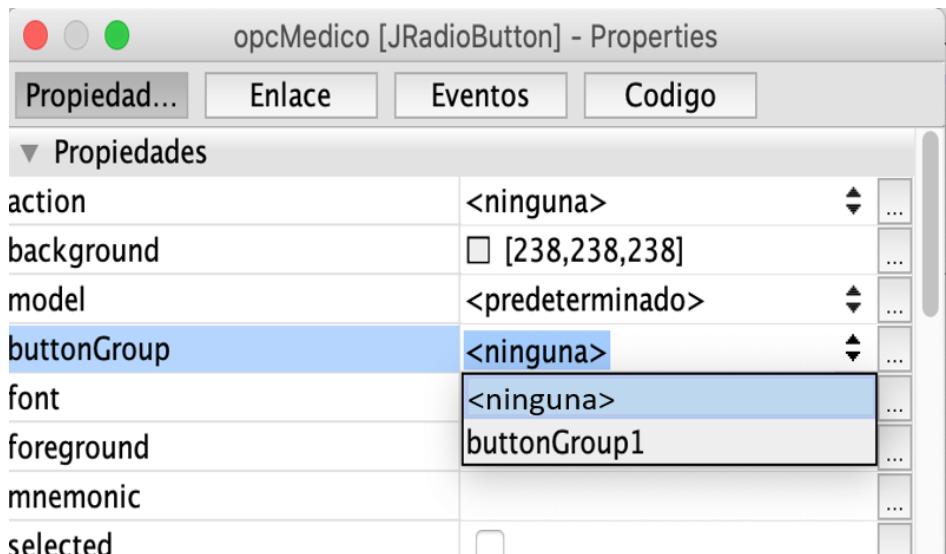 opcMedico [JRadioButton] - Properties
Propiedad... Enlace Eventos Codigo
Propiedades
action <ninguna> ...
background [238,238,238] ...
model <predeterminado> ...
buttonGroup <ninguna> ...
font <ninguna> ...
foreground buttonGroup1 ...
mnemonic ...
selected